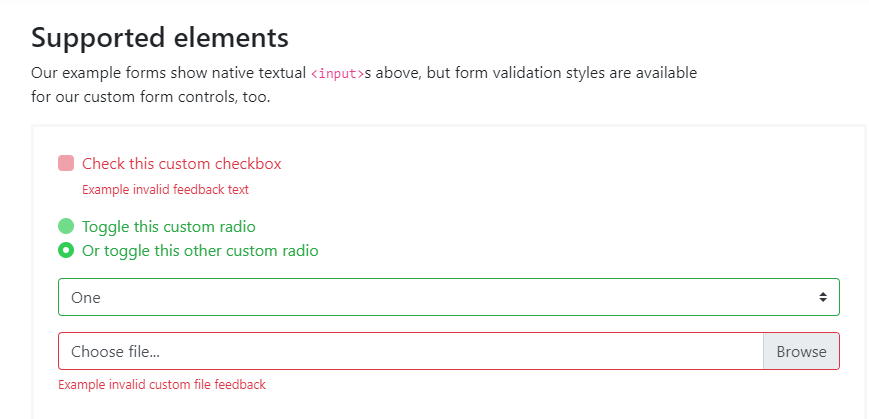 Supported elements
Our example forms show native textual <input>s above, but form validation styles are available
for our custom form controls, too.
Check this custom checkbox
Example invalid feedback text
Toggle this custom radio
Or toggle this other custom radio
One
Choose file... Browse
Example invalid custom file feedback